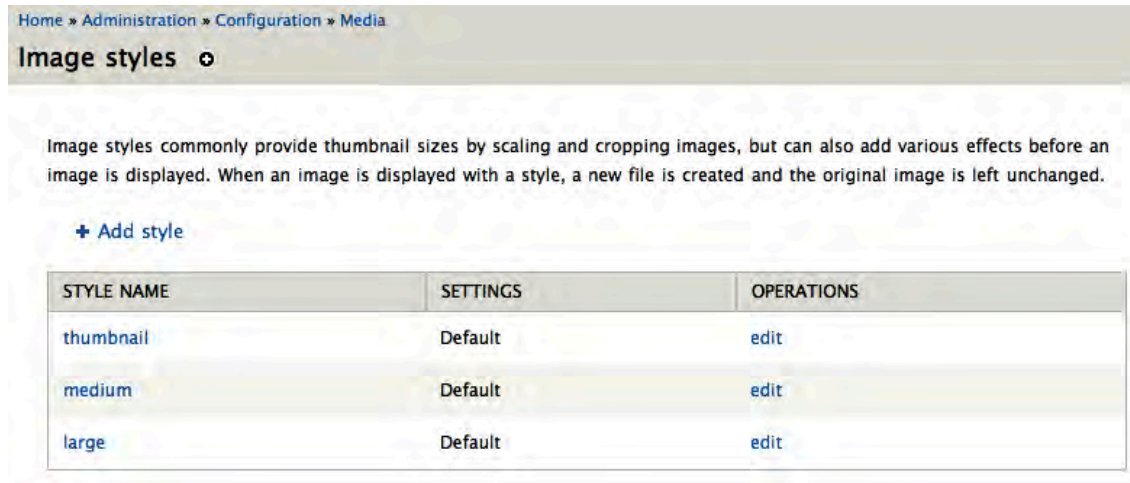 Home » Administration » Configuration » Media
Image styles
Image styles commonly provide thumbnail sizes by scaling and cropping images, but can also add various effects before an
image is displayed. When an image is displayed with a style, a new file is created and the original image is left unchanged.
+ Add style
STYLE NAME SETTINGS OPERATIONS
thumbnail Default edit
medium Default edit
large Default edit